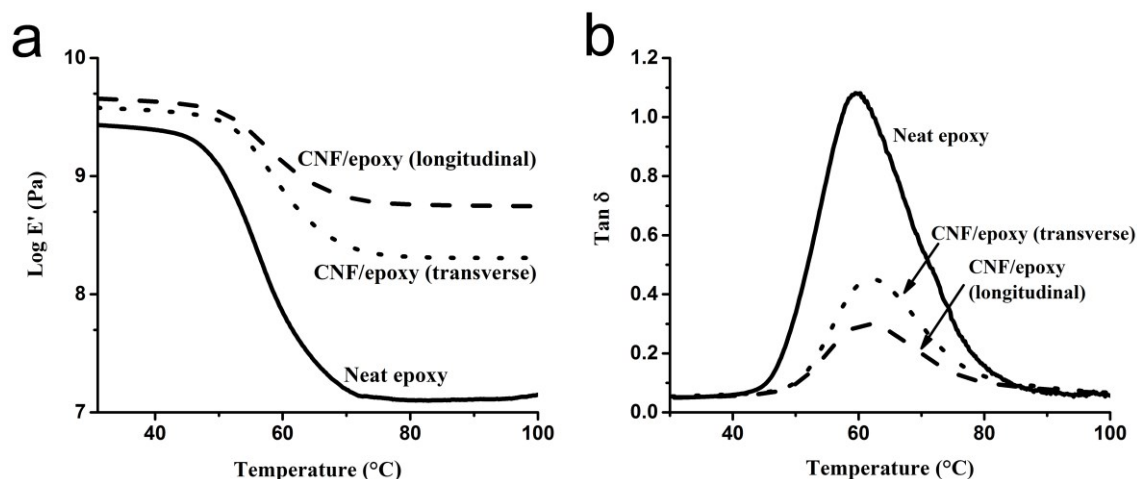 a
10
9
8
7
Log E' (Pa)
CNF/epoxy (longitudinal)
CNF/epoxy (transverse)
Neat epoxy
40 60 80 100
Temperature (°C)
b
1.2
1.0
0.8
0.6
0.4
0.2
0.0
Tan δ
Neat epoxy
CNF/epoxy (transverse)
CNF/epoxy
(longitudinal)
40 60 80 100
Temperature (°C)